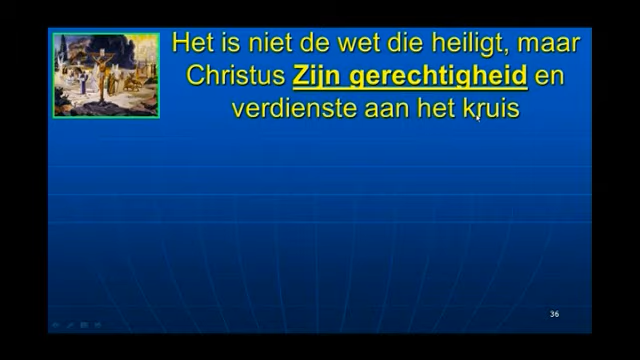 Het is niet de wet die heiligt, maar
Christus Zijn gerechtigheid en
verdienste aan het kruis
36